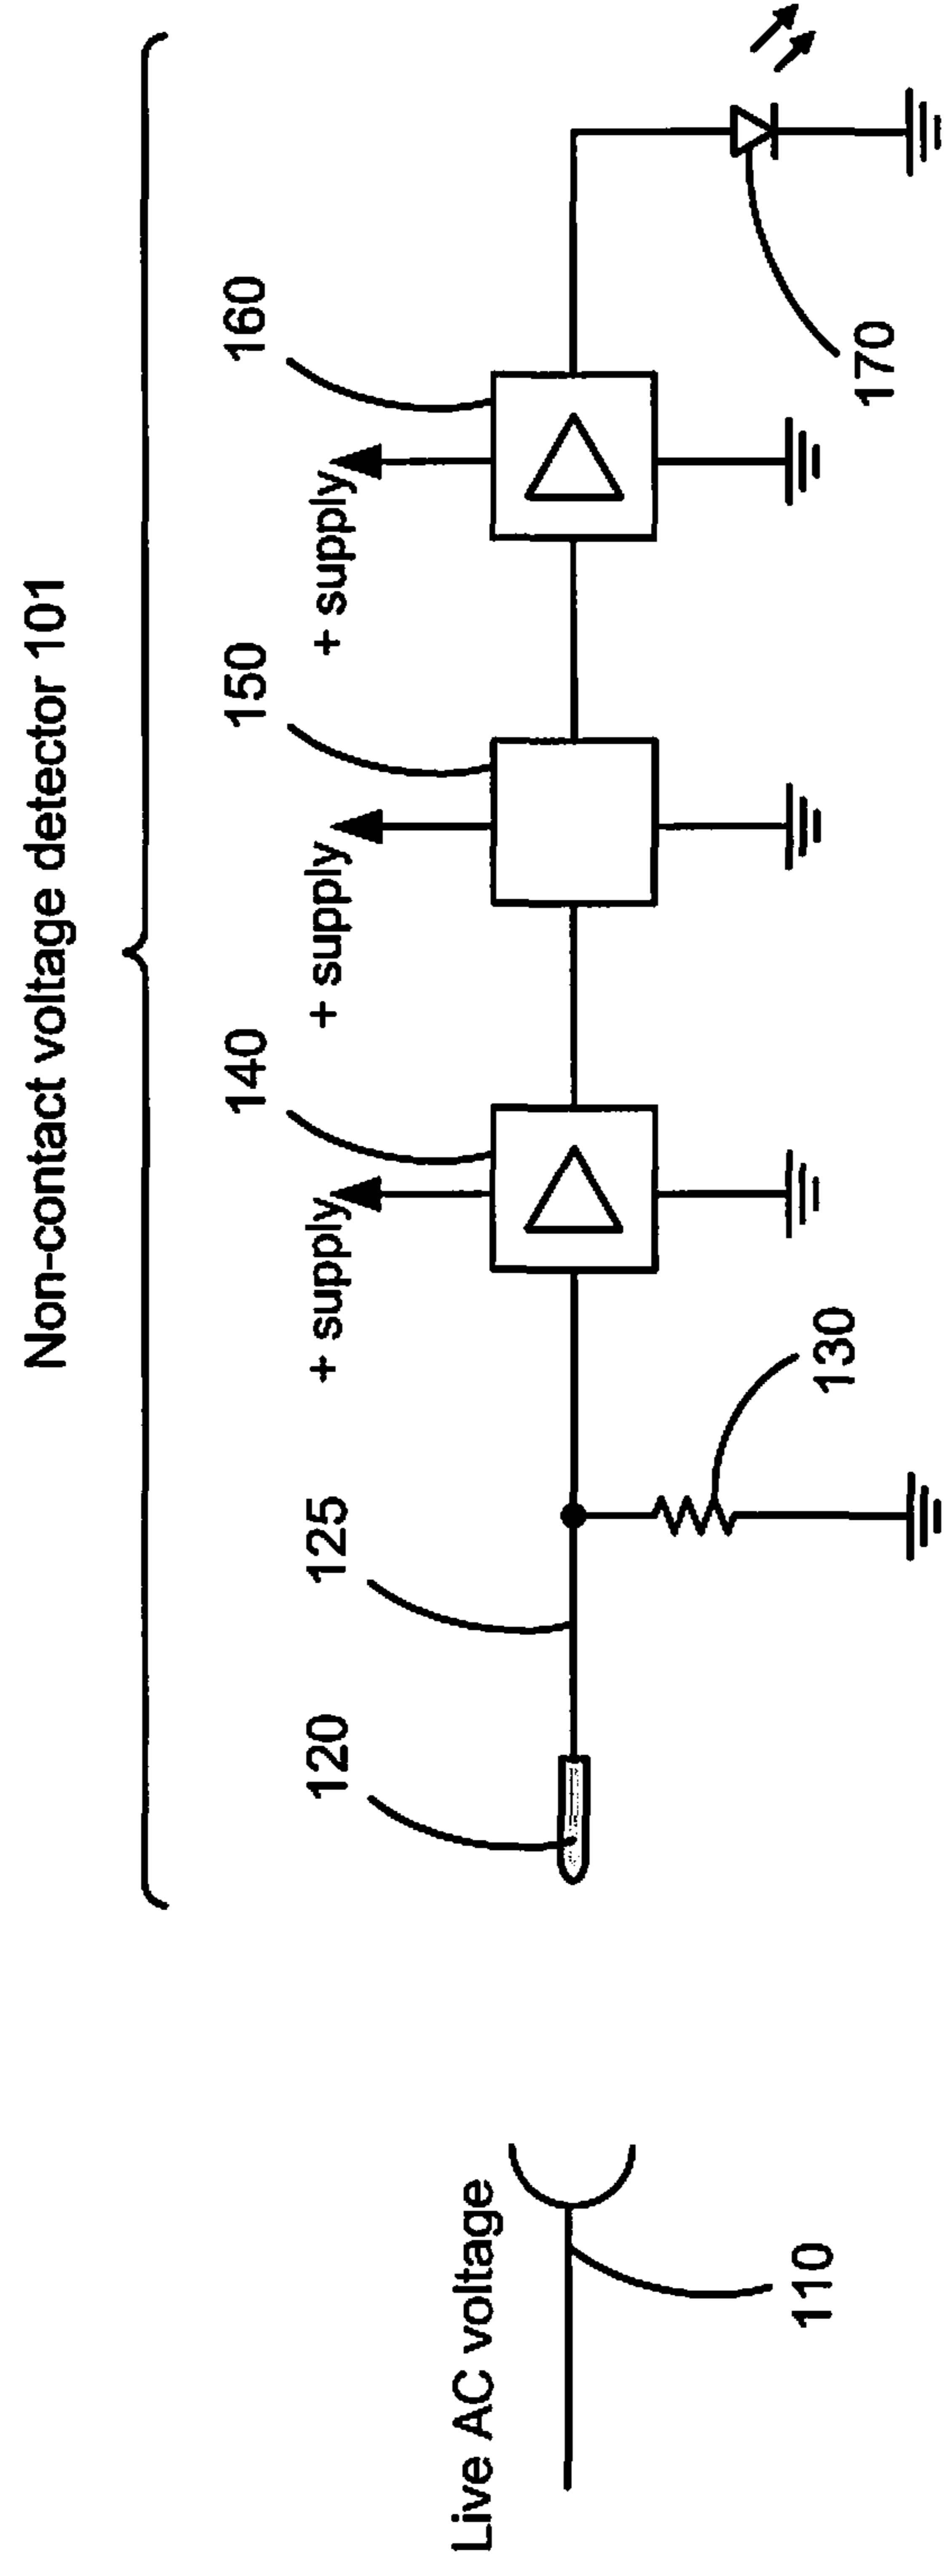 Non-contact voltage detector 101
160
150
140
+ supply
+ supply
+ supply
125
120
170
130
Live AC voltage
110